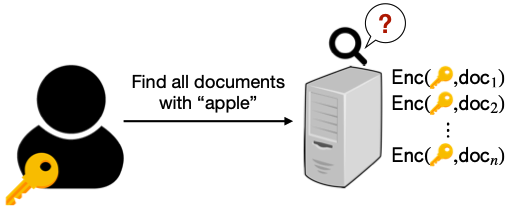 ?
Find all documents
with “apple”
Enc(🔑,doc₁)
Enc(🔑,doc₂)
⋮
Enc(🔑,docₙ)